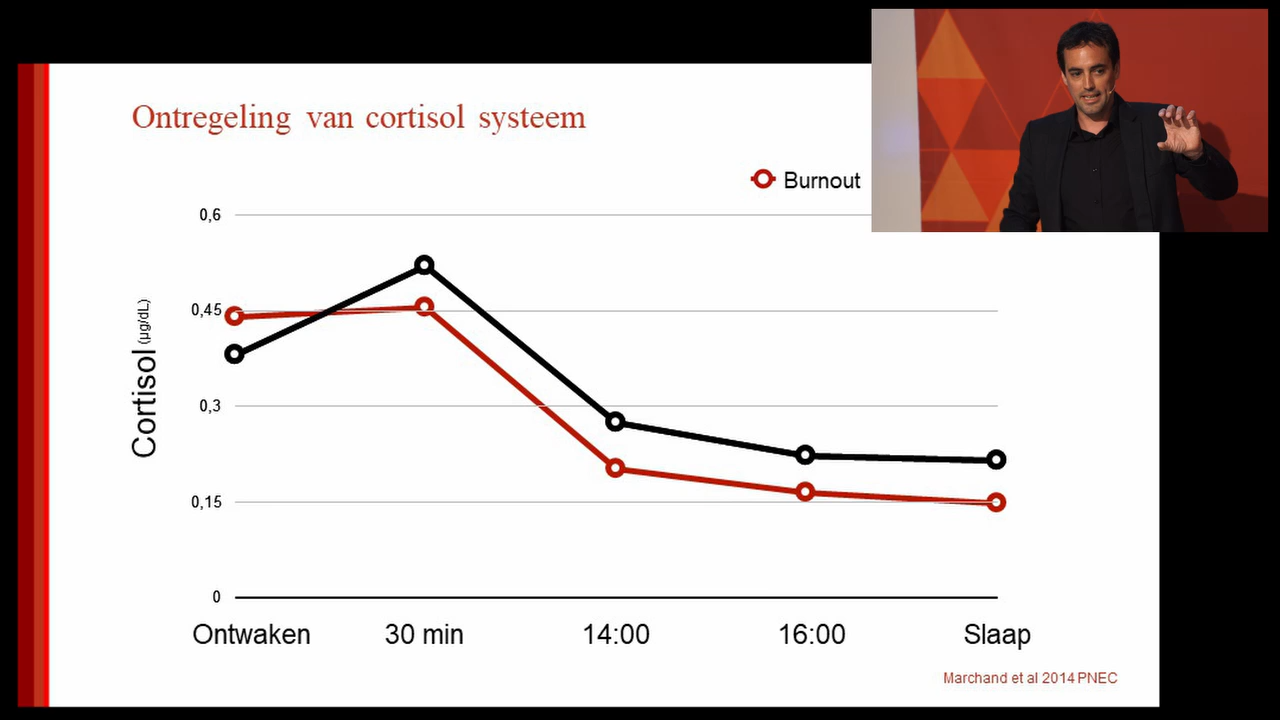 Ontregeling van cortisol systeem
Burnout
0,6
0,45
0,3
0,15
0
Cortisol (µg/dL)
Ontwaken 30 min 14:00 16:00 Slaap
Marchand et al 2014 PNEC